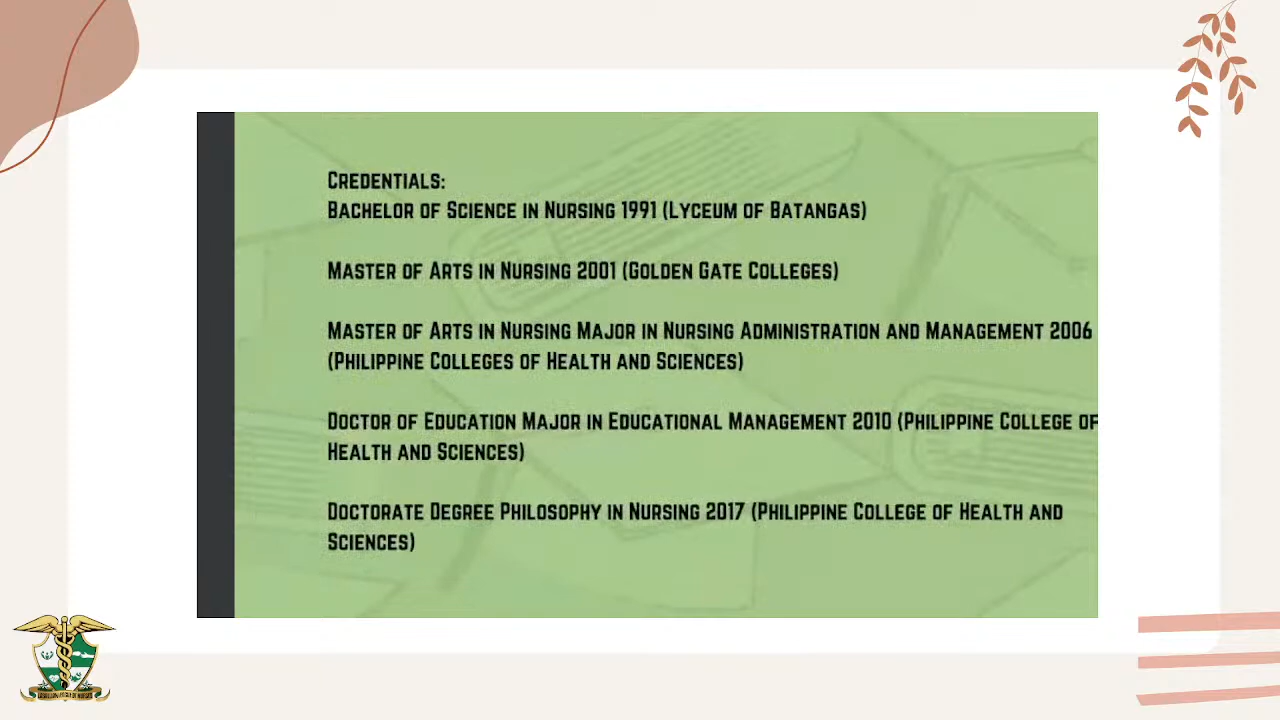 CREDENTIALS:
BACHELOR OF SCIENCE IN NURSING 1991 (LYCEUM OF BATANGAS)
MASTER OF ARTS IN NURSING 2001 (GOLDEN GATE COLLEGES)
MASTER OF ARTS IN NURSING MAJOR IN NURSING ADMINISTRATION AND MANAGEMENT 2006
(PHILIPPINE COLLEGES OF HEALTH AND SCIENCES)
DOCTOR OF EDUCATION MAJOR IN EDUCATIONAL MANAGEMENT 2010 (PHILIPPINE COLLEGE OF
HEALTH AND SCIENCES)
DOCTORATE DEGREE PHILOSOPHY IN NURSING 2017 (PHILIPPINE COLLEGE OF HEALTH AND
SCIENCES)